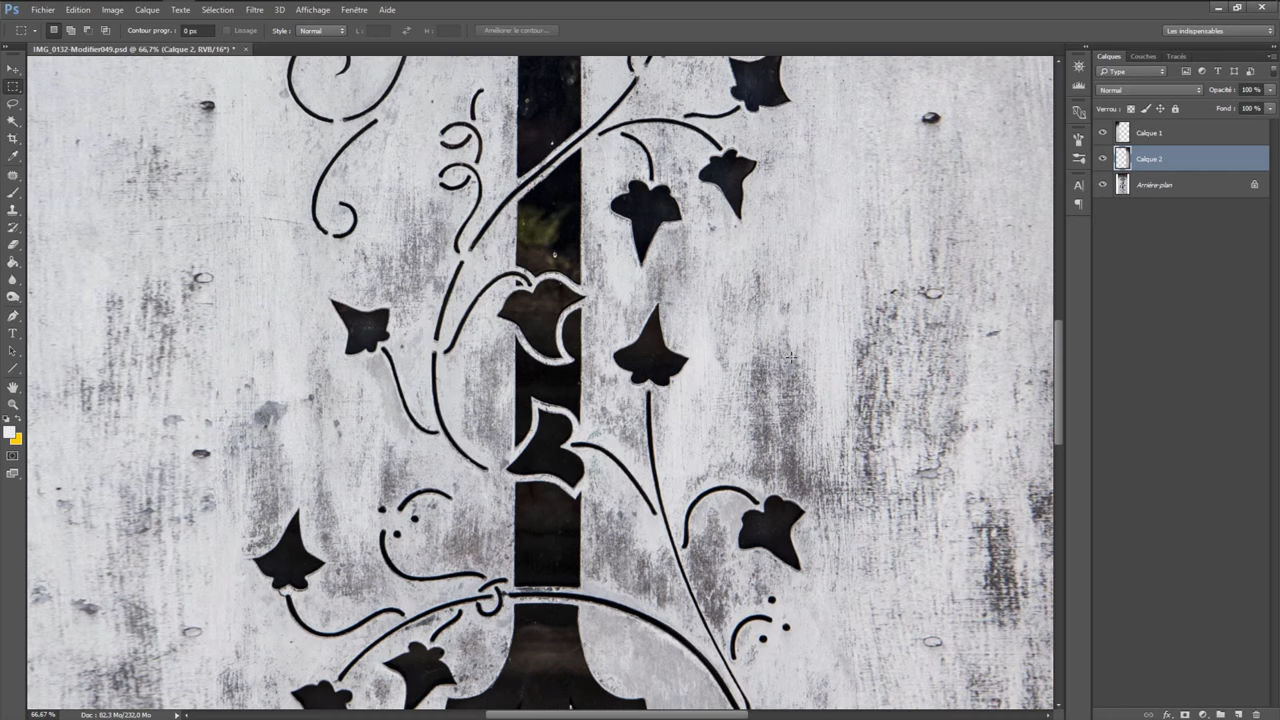 Ps Fichier Edition Image Calque Texte Sélection Filtre 3D Affichage Fenêtre Aide
Contour progr. : 0 px Lissage Style : Normal L : H : Améliorer le contour... Les indispensables
IMG_0132-Modifier049.psd @ 66,7% (Calque 2, RVB/16*) * ×
Calques Couches Tracés
Type
Normal Opacité : 100 %
Verrou : Fond : 100 %
Calque 1
Calque 2
Arrière-plan
66,67 % Doc : 82,3 Mo/232,0 Mo